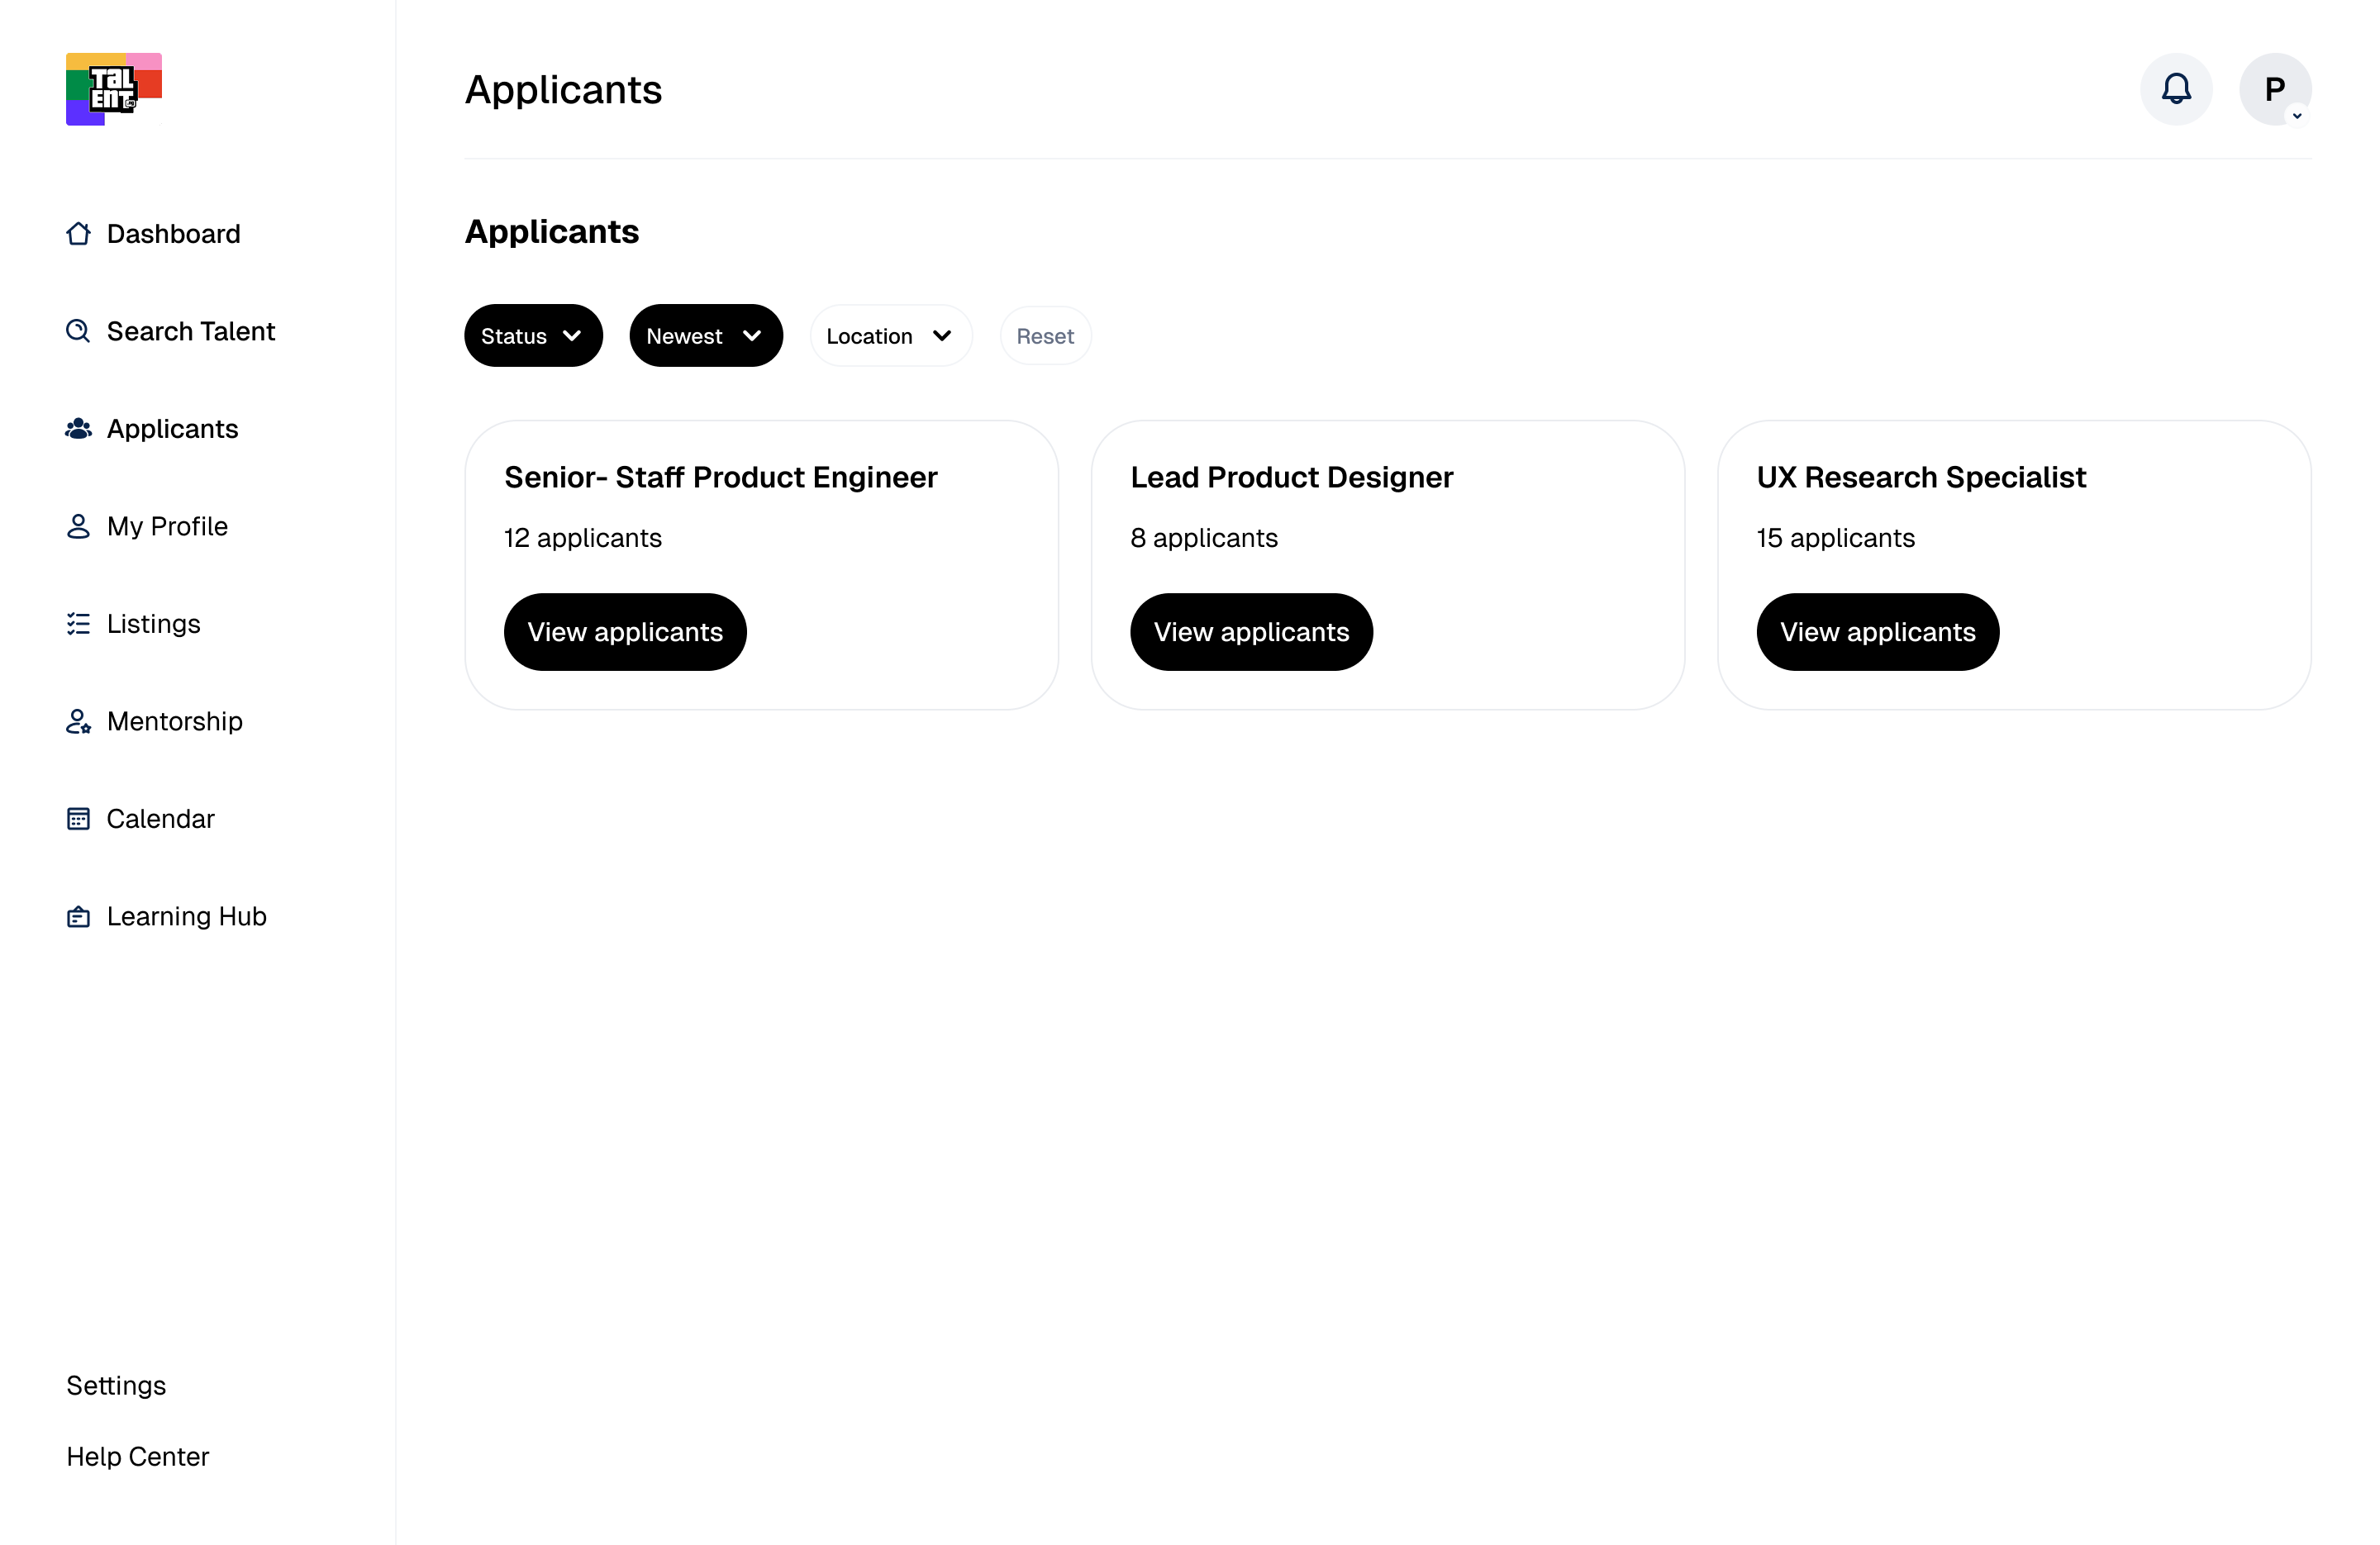 Tal
ENT
Applicants
P
Dashboard
Search Talent
Applicants
My Profile
Listings
Mentorship
Calendar
Learning Hub
Settings
Help Center
Applicants
Status
Newest
Location
Reset
Senior- Staff Product Engineer
12 applicants
View applicants
Lead Product Designer
8 applicants
View applicants
UX Research Specialist
15 applicants
View applicants